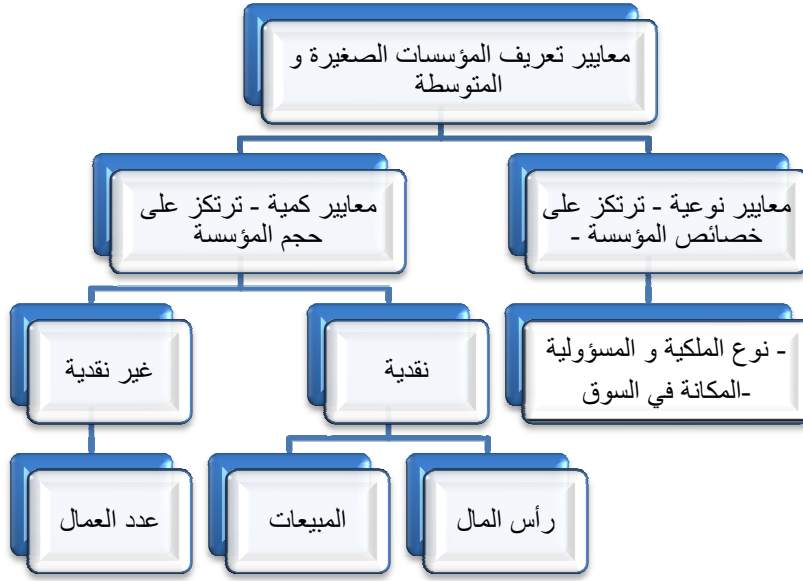 معايير تعريف المؤسسات الصغيرة و
المتوسطة
معايير نوعية - ترتكز على
خصائص المؤسسة -
معايير كمية - ترتكز على
حجم المؤسسة
- نوع الملكية و المسؤولية
-المكانة في السوق
نقدية
غير نقدية
رأس المال
المبيعات
عدد العمال